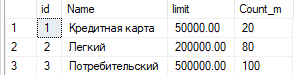 id Name limit Count_m
1 1 Кредитная карта 50000.00 20
2 2 Легкий 200000.00 80
3 3 Потребительский 500000.00 100